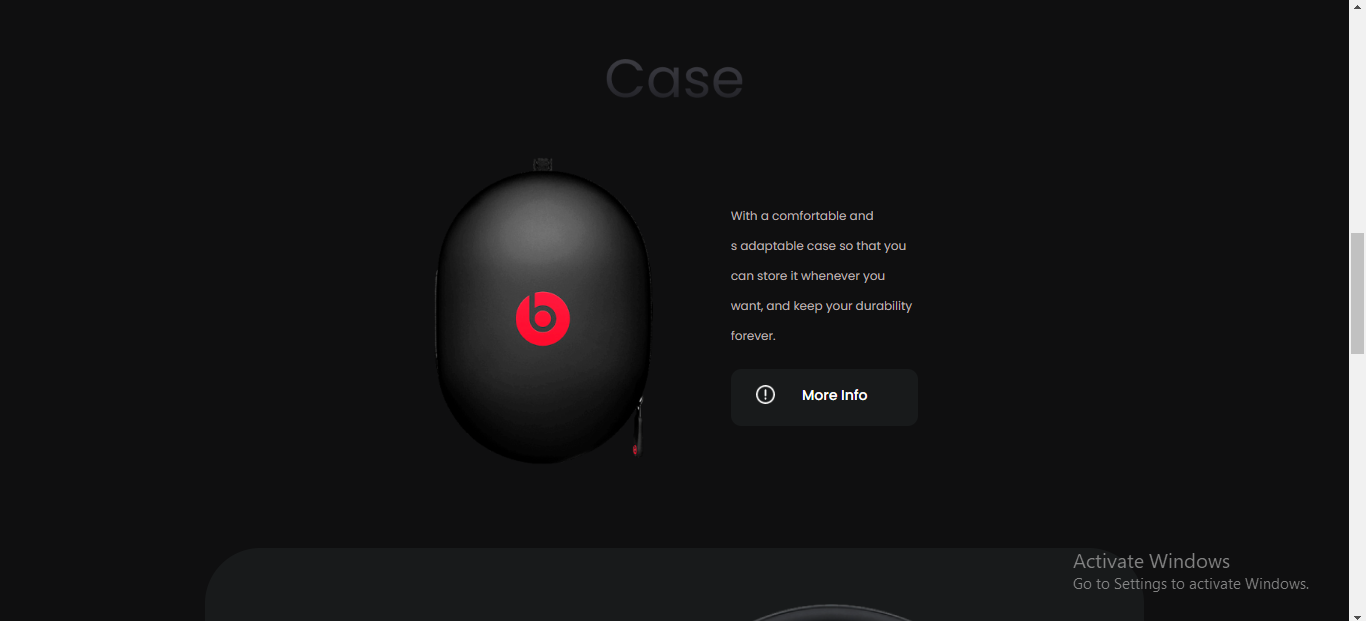 Case
With a comfortable and
s adaptable case so that you
can store it whenever you
want, and keep your durability
forever.
More Info
Activate Windows
Go to Settings to activate Windows.